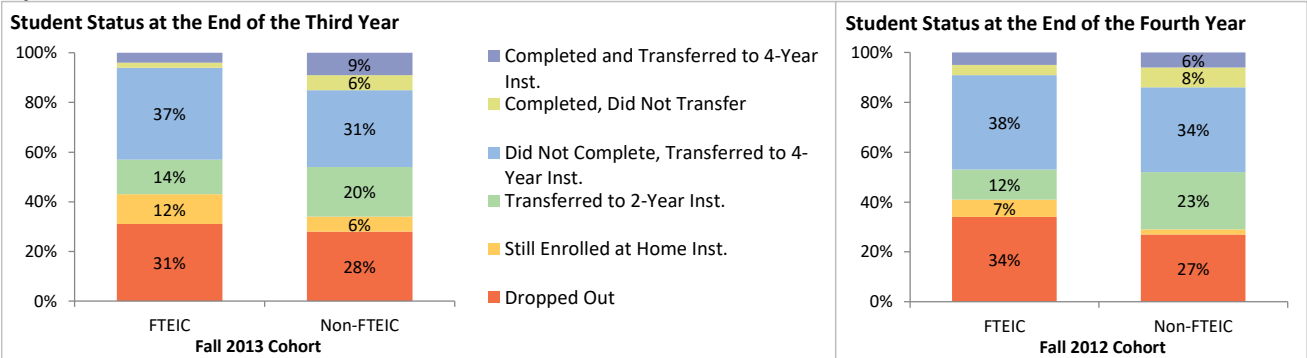 Student Status at the End of the Third Year
100%
80%
60%
40%
20%
0%
37%
14%
12%
31%
9%
6%
31%
20%
6%
28%
FTEIC
Non-FTEIC
Fall 2013 Cohort
Completed and Transferred to 4-Year
Inst.
Completed, Did Not Transfer
Did Not Complete, Transferred to 4-
Year Inst.
Transferred to 2-Year Inst.
Still Enrolled at Home Inst.
Dropped Out
Student Status at the End of the Fourth Year
100%
80%
60%
40%
20%
0%
38%
12%
7%
34%
6%
8%
34%
23%
27%
FTEIC
Non-FTEIC
Fall 2012 Cohort